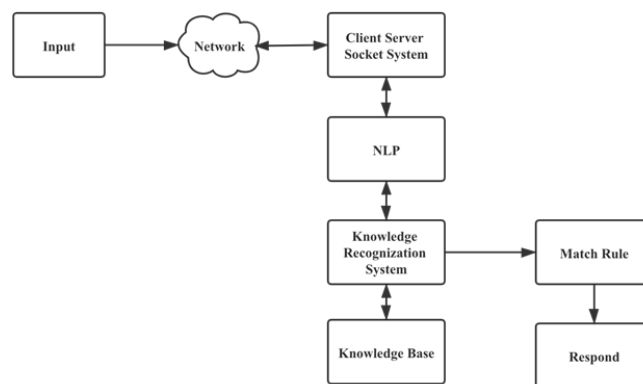 Input
Network
Client Server
Socket System
NLP
Knowledge
Recognization
System
Match Rule
Knowledge Base
Respond